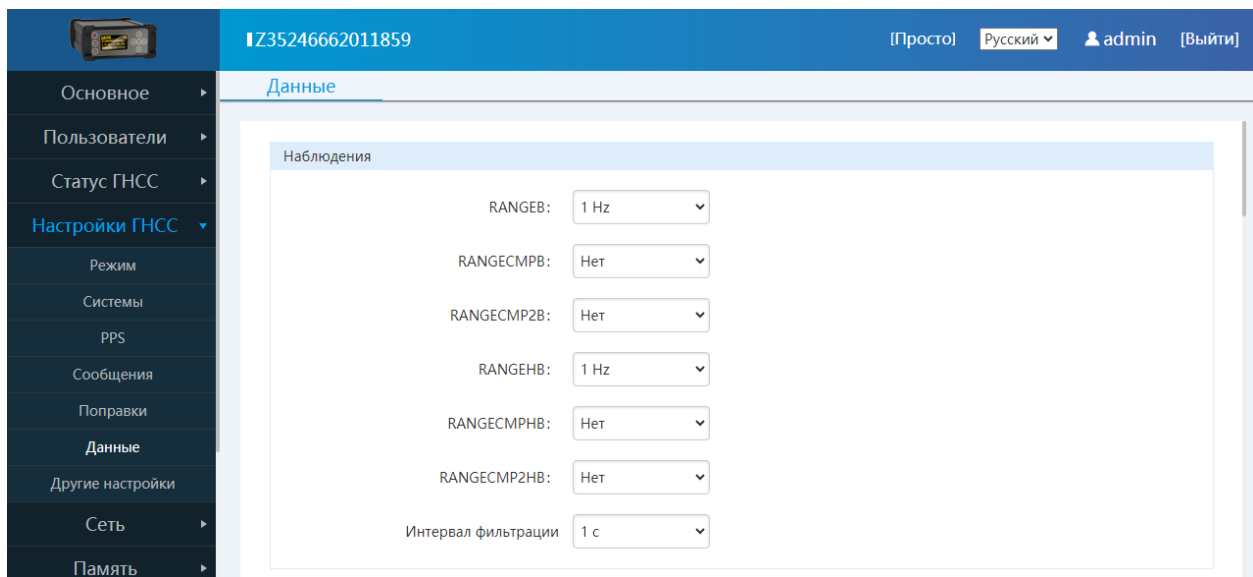 Z35246662011859 [Просто] Русский admin [Выйти]
Основное
Пользователи
Статус ГНСС
Настройки ГНСС
Режим
Системы
PPS
Сообщения
Поправки
Данные
Другие настройки
Сеть
Память
Данные
Наблюдения
RANGEB: 1 Hz
RANGECMPB: Нет
RANGECMP2B: Нет
RANGEHB: 1 Hz
RANGECMPHB: Нет
RANGECMP2HB: Нет
Интервал фильтрации 1 с